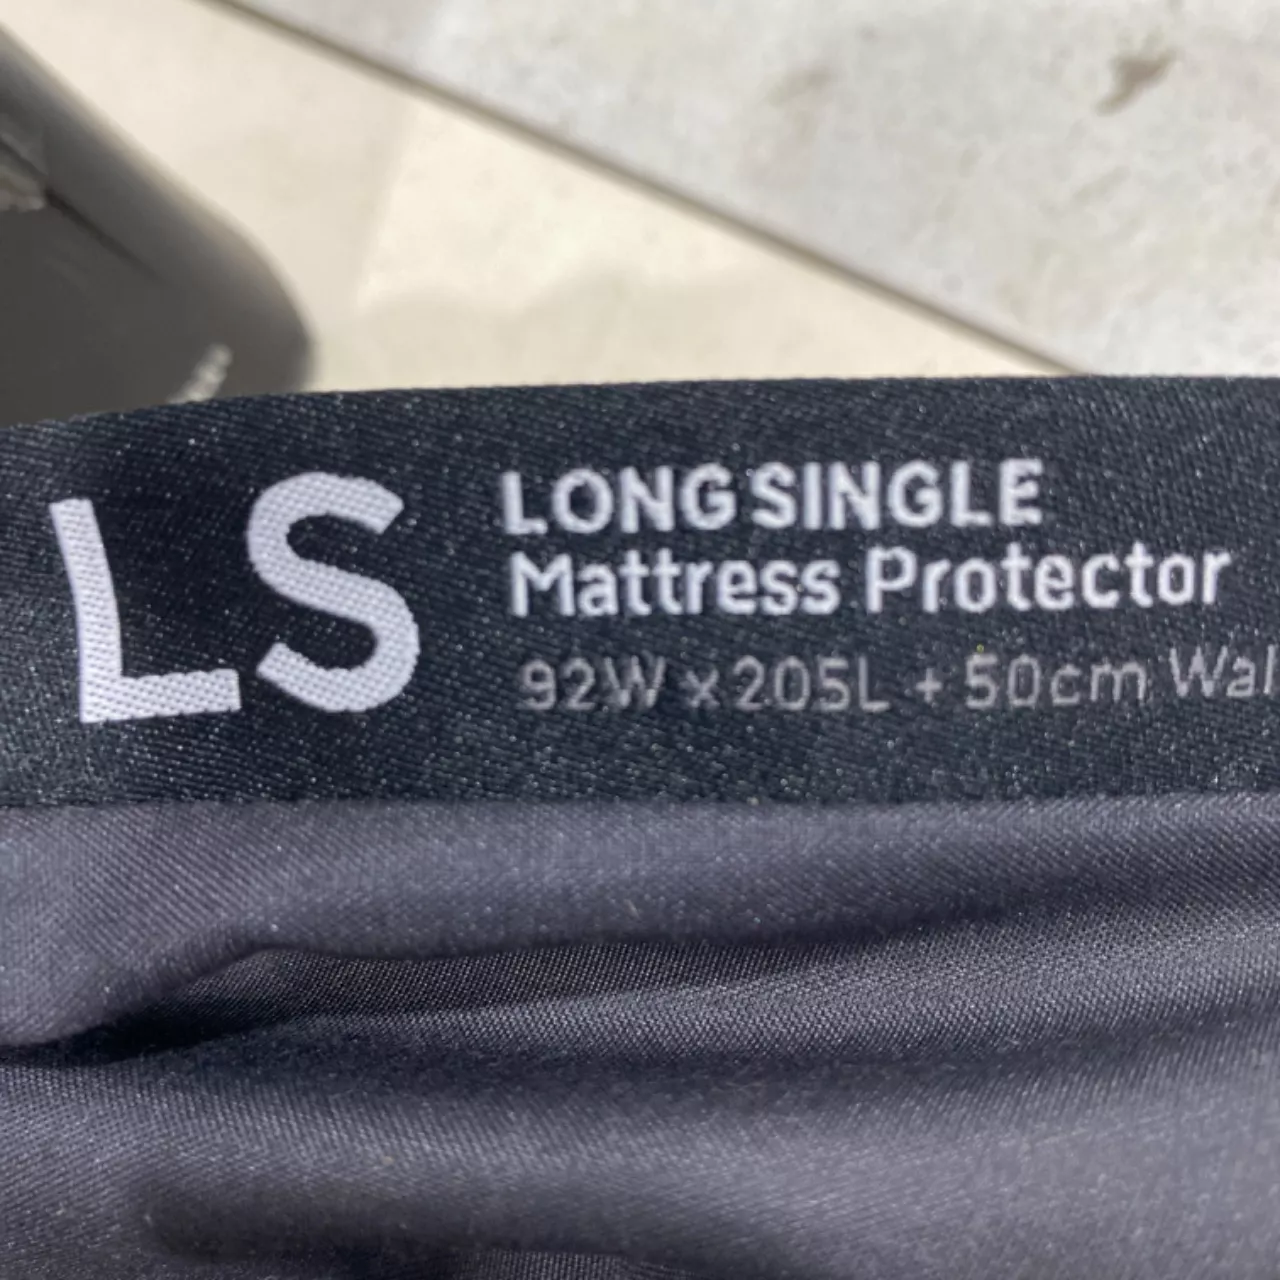 LS
LONG SINGLE
Mattress Protector
92W x 205L + 50cm